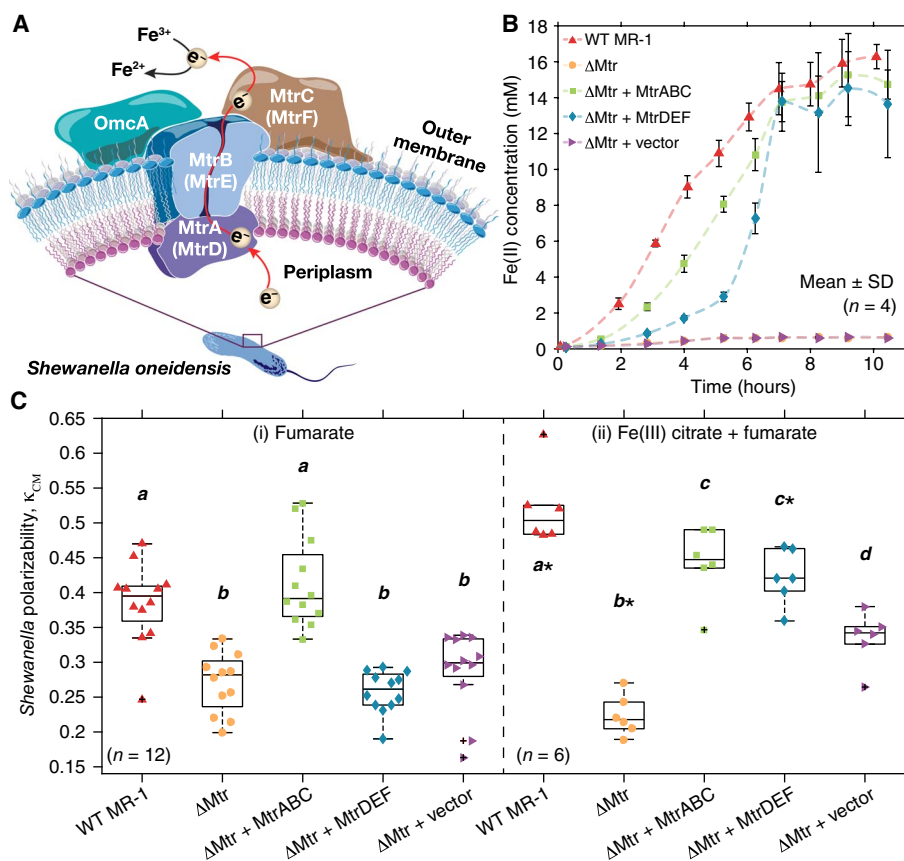 A
Fe³⁺
e⁻
Fe²⁺
e⁻
MtrC
(MtrF)
OmcA
Outer
membrane
MtrB
(MtrE)
MtrA
(MtrD)
e⁻
Periplasm
e⁻
Shewanella oneidensis
B
Fe(II) concentration (mM)
18
16
14
12
10
8
6
4
2
0
WT MR-1
ΔMtr
ΔMtr + MtrABC
ΔMtr + MtrDEF
ΔMtr + vector
Mean ± SD
(n = 4)
0 2 4 6 8 10
Time (hours)
C
Shewanella polarizability, κCM
0.65
0.6
0.55
0.5
0.45
0.4
0.35
0.3
0.25
0.2
0.15
(i) Fumarate
a
b
a
b
b
(n = 12)
(ii) Fe(III) citrate + fumarate
a*
b*
c
c*
d
(n = 6)
WT MR-1
ΔMtr
ΔMtr + MtrABC
ΔMtr + MtrDEF
ΔMtr + vector
WT MR-1
ΔMtr
ΔMtr + MtrABC
ΔMtr + MtrDEF
ΔMtr + vector